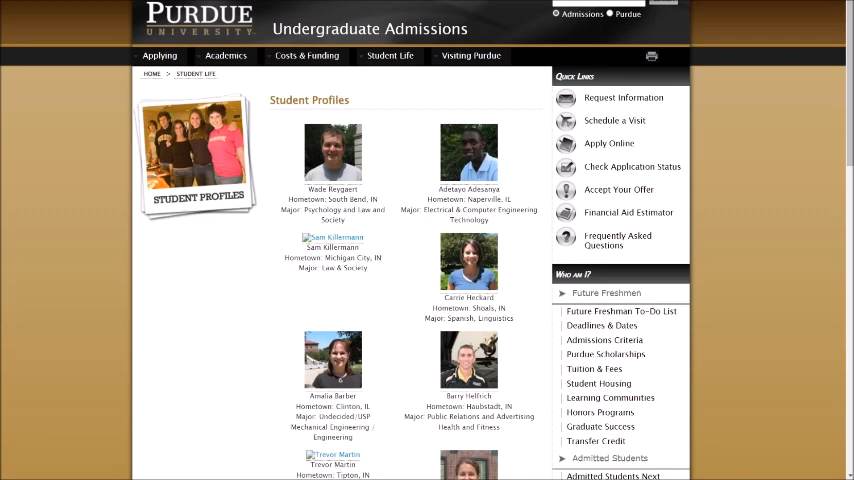 PURDUE
UNIVERSITY
Undergraduate Admissions
Admissions Purdue
Applying Academics Costs & Funding Student Life Visiting Purdue
HOME > STUDENT LIFE
STUDENT PROFILES
Student Profiles
Wade Reygaert
Hometown: South Bend, IN
Major: Psychology and Law and
Society
Adetayo Adesanya
Hometown: Naperville, IL
Major: Electrical & Computer Engineering
Technology
Sam Killermann
Sam Killermann
Hometown: Michigan City, IN
Major: Law & Society
Carrie Heckard
Hometown: Shoals, IN
Major: Spanish, Linguistics
Amalia Barber
Hometown: Clinton, IL
Major: Undecided/USP
Mechanical Engineering /
Engineering
Barry Helfrich
Hometown: Haubstadt, IN
Major: Public Relations and Advertising
Health and Fitness
Trevor Martin
Trevor Martin
Hometown: Tipton, IN
QUICK LINKS
Request Information
Schedule a Visit
Apply Online
Check Application Status
Accept Your Offer
Financial Aid Estimator
Frequently Asked
Questions
WHO AM I?
Future Freshmen
Future Freshman To-Do List
Deadlines & Dates
Admissions Criteria
Purdue Scholarships
Tuition & Fees
Student Housing
Learning Communities
Honors Programs
Graduate Success
Transfer Credit
Admitted Students
Admitted Students Next